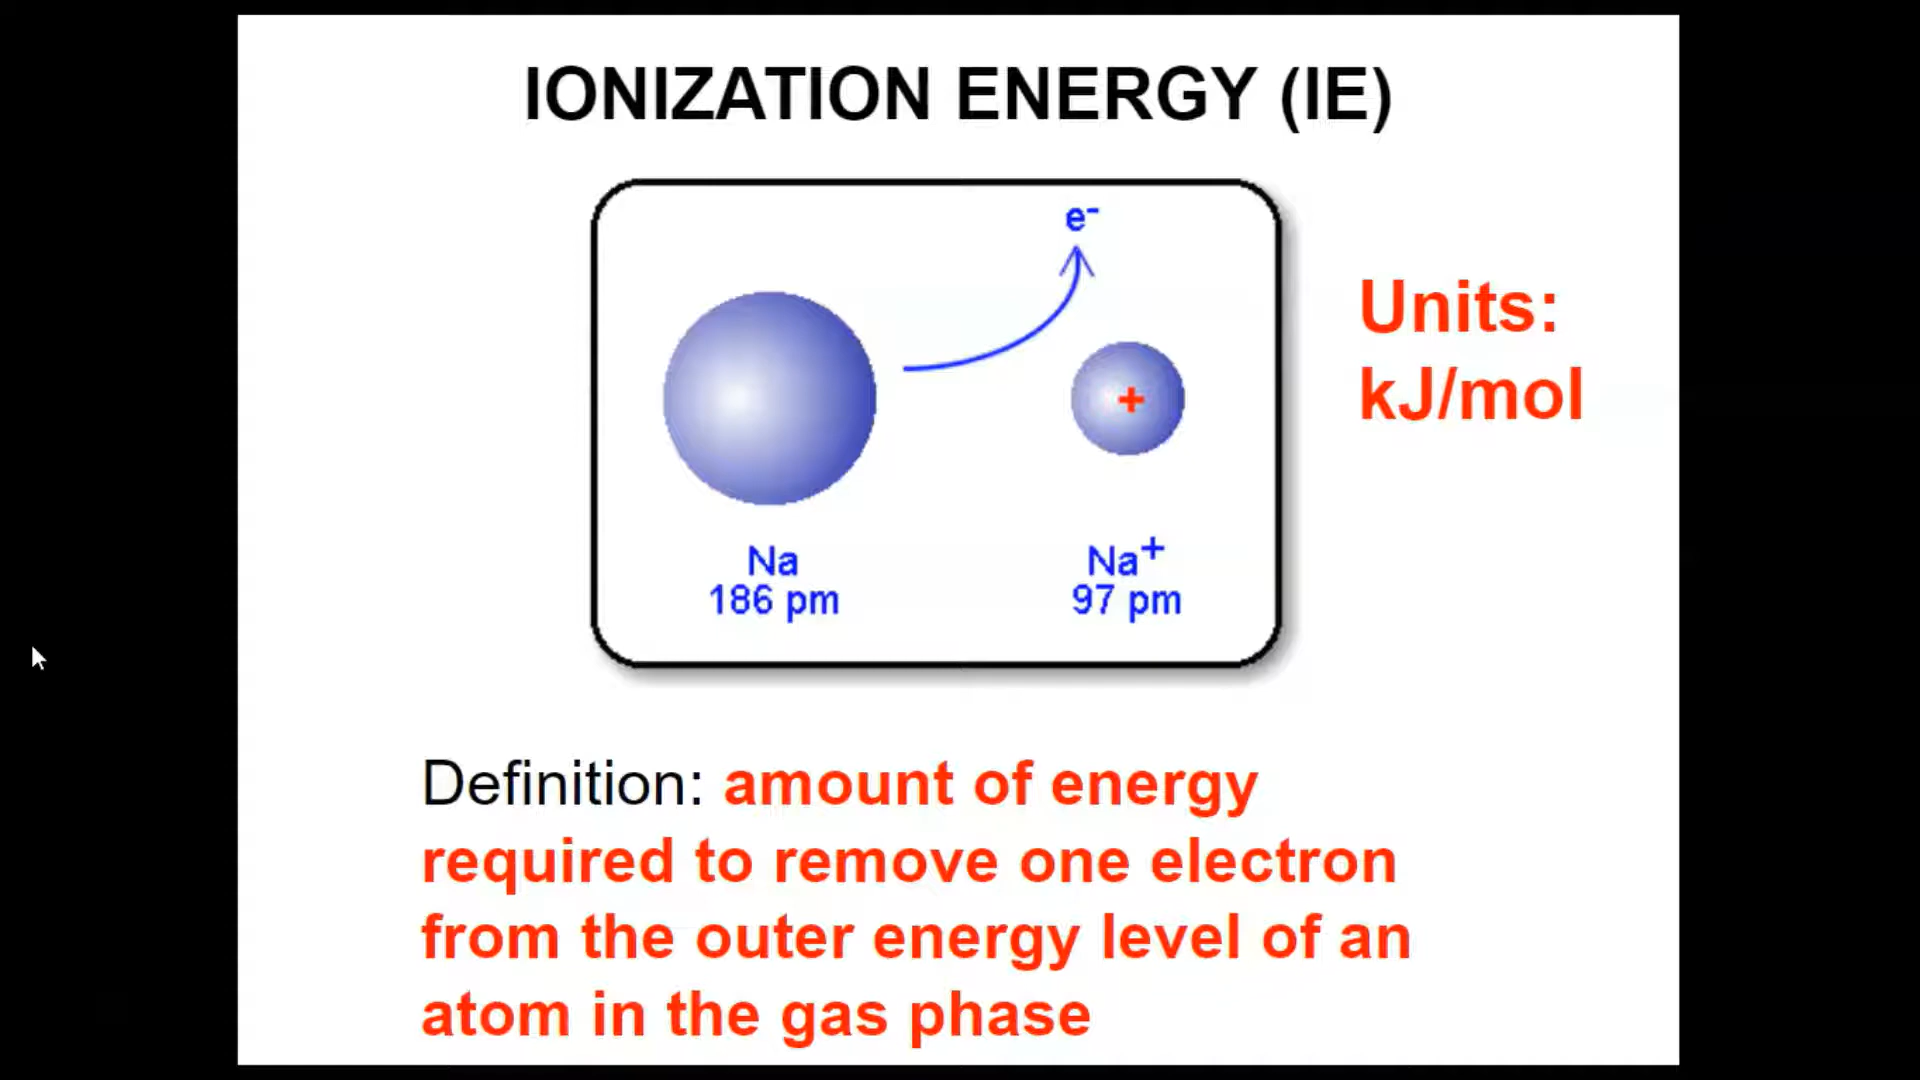 IONIZATION ENERGY (IE)
e⁻
Units:
kJ/mol
+
Na
186 pm
Na⁺
97 pm
Definition: amount of energy
required to remove one electron
from the outer energy level of an
atom in the gas phase